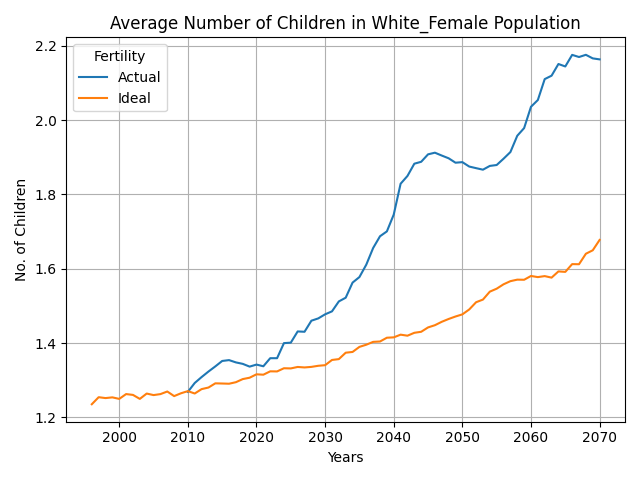 Average Number of Children in White_Female Population
Fertility
Actual
Ideal
No. of Children
2.2
2.0
1.8
1.6
1.4
1.2
2000 2010 2020 2030 2040 2050 2060 2070
Years